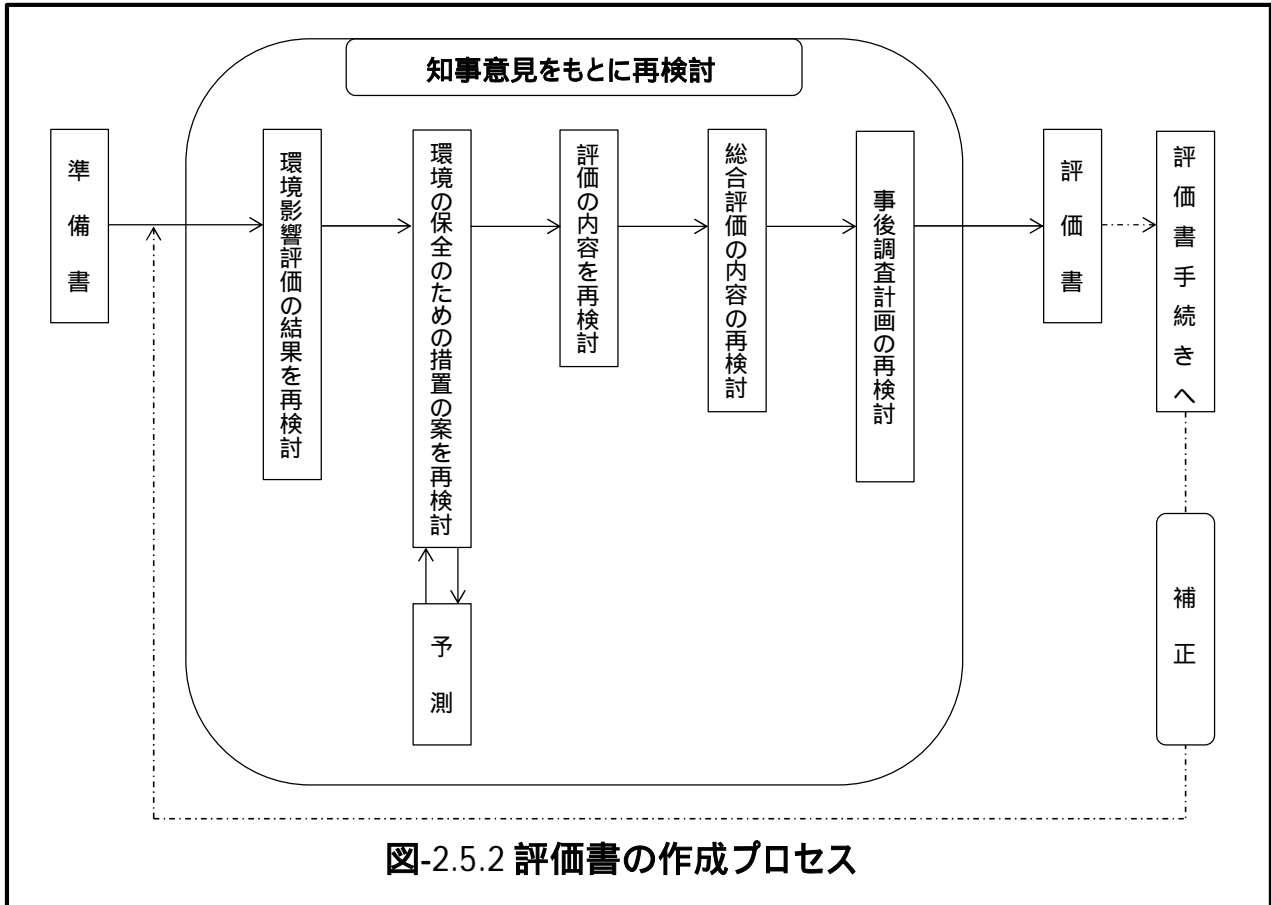 知事意見をもとに再検討
準備書
環境影響評価の結果を再検討
環境の保全のための措置の案を再検討
評価の内容を再検討
総合評価の内容の再検討
事後調査計画の再検討
評価書
評価書手続きへ
予測
補正
図-2.5.2 評価書の作成プロセス